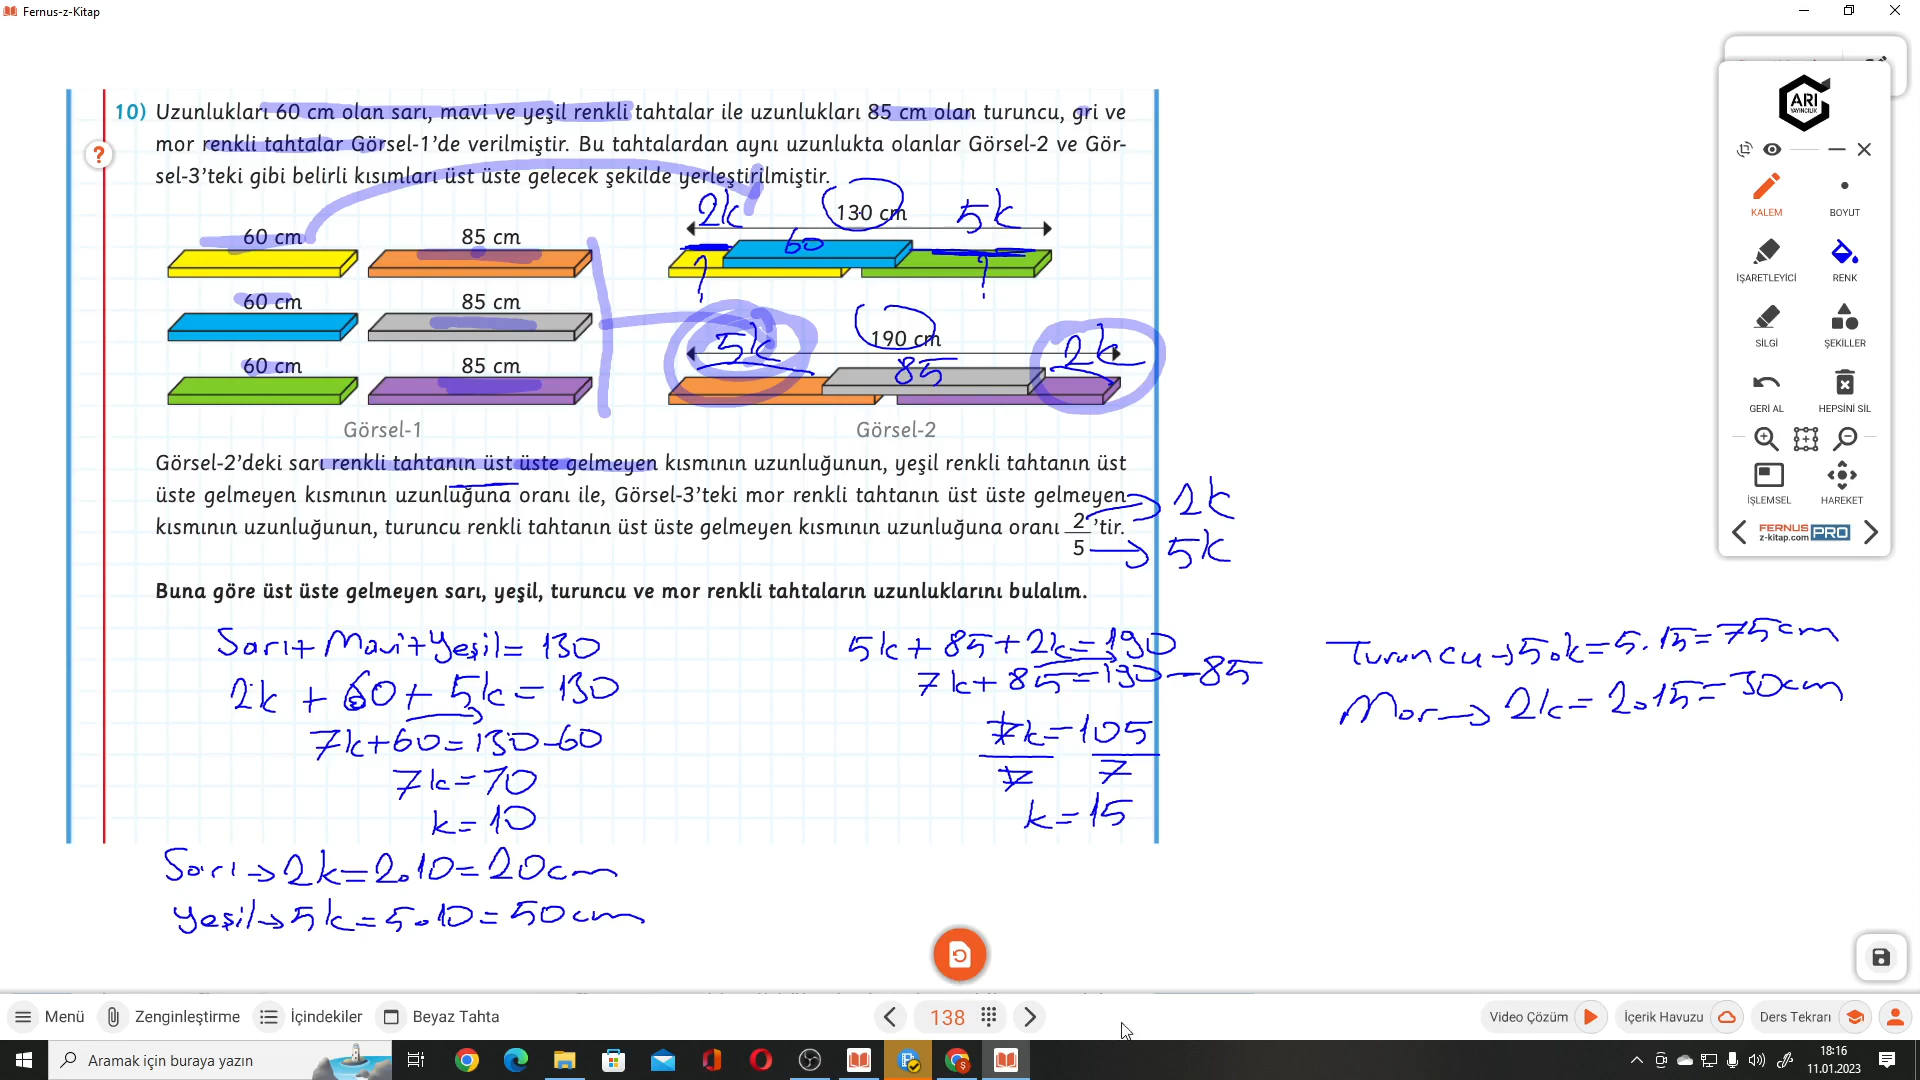 Fernus-z-Kitap
10) Uzunlukları 60 cm olan sarı, mavi ve yeşil renkli tahtalar ile uzunlukları 85 cm olan turuncu, gri ve
mor renkli tahtalar Görsel-1'de verilmiştir. Bu tahtalardan aynı uzunlukta olanlar Görsel-2 ve Gör-
sel-3'teki gibi belirli kısımları üst üste gelecek şekilde yerleştirilmiştir.
?
2k 130 cm 5k
60 cm 85 cm
60
? ?
60 cm 85 cm
5k 190 cm 2k
85
60 cm 85 cm
Görsel-1 Görsel-2
Görsel-2'deki sarı renkli tahtanın üst üste gelmeyen kısmının uzunluğunun, yeşil renkli tahtanın üst
üste gelmeyen kısmının uzunluğuna oranı ile, Görsel-3'teki mor renkli tahtanın üst üste gelmeyen
kısmının uzunluğunun, turuncu renkli tahtanın üst üste gelmeyen kısmının uzunluğuna oranı 2/5'tir.
→ 2k
→ 5k
Buna göre üst üste gelmeyen sarı, yeşil, turuncu ve mor renkli tahtaların uzunluklarını bulalım.
Sarı+Mavi+Yeşil=130
2k + 60 + 5k = 130
7k+60=130-60
7k=70
k=10
Sarı→2k=2.10=20cm
Yeşil→5k=5.10=50cm
5k+85+2k=190
7k+85=190-85
7k=105
7 7
k=15
Turuncu→5.k=5.15=75cm
Mor→2k=2.15=30cm
ARI
YAYINCILIK
KALEM BOYUT
İŞARETLEYİCİ RENK
SİLGİ ŞEKİLLER
GERİ AL HEPSİNİ SİL
İŞLEMSEL HAREKET
FERNUS
z-kitap.com PRO
Menü Zenginleştirme İçindekiler Beyaz Tahta 138 Video Çözüm İçerik Havuzu Ders Tekrarı
Aramak için buraya yazın
18:16
11.01.2023